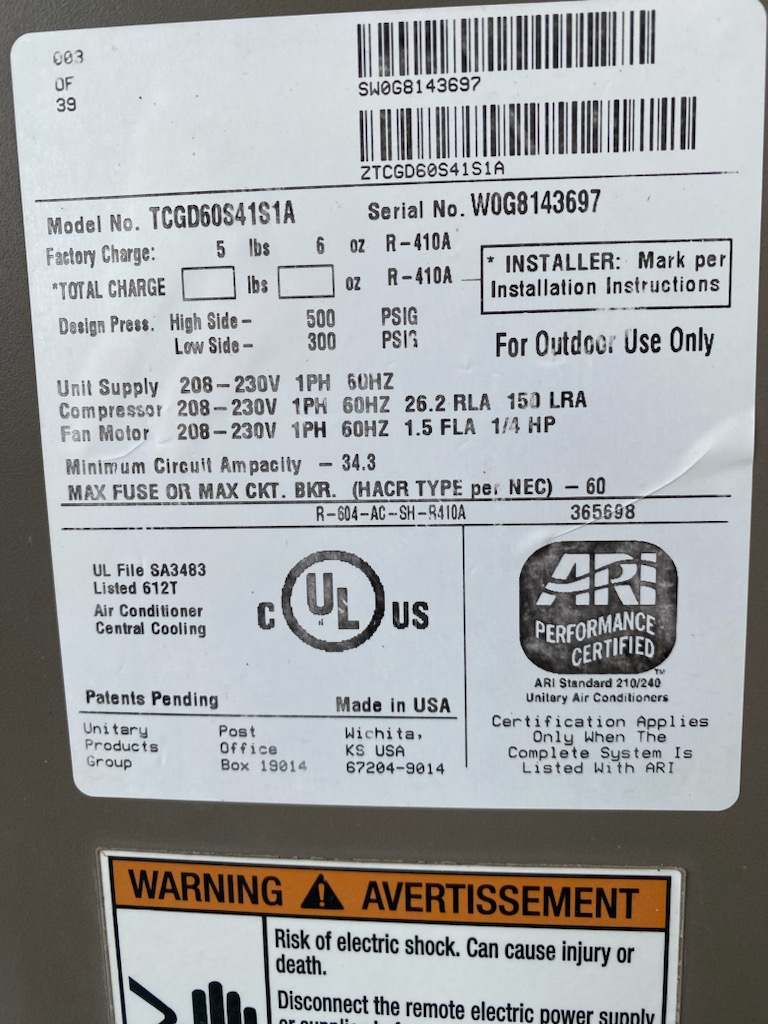 003
OF
39
SW0G8143697
ZTCGD60S41S1A
Model No. TCGD60S41S1A Serial No. W0G8143697
Factory Charge: 5 lbs 6 oz R-410A
*TOTAL CHARGE lbs oz R-410A
* INSTALLER: Mark per
Installation Instructions
Design Press. High Side- 500 PSIG
Low Side- 300 PSIG
For Outdoor Use Only
Unit Supply 208-230V 1PH 60HZ
Compressor 208-230V 1PH 60HZ 26.2 RLA 150 LRA
Fan Motor 208-230V 1PH 60HZ 1.5 FLA 1/4 HP
Minimum Circuit Ampacity - 34.3
MAX FUSE OR MAX CKT. BKR. (HACR TYPE per NEC) - 60
R-604-AC-SH-R410A 365698
UL File SA3483
Listed 612T
Air Conditioner
Central Cooling
C UL US
ARI
PERFORMANCE
CERTIFIED
TM
ARI Standard 210/240
Unitary Air Conditioners
Certification Applies
Only When The
Complete System Is
Listed With ARI
Patents Pending Made in USA
Unitary Post Wichita,
Products Office KS USA
Group Box 19014 67204-9014
WARNING AVERTISSEMENT
Risk of electric shock. Can cause injury or
death.
Disconnect the remote electric power supply